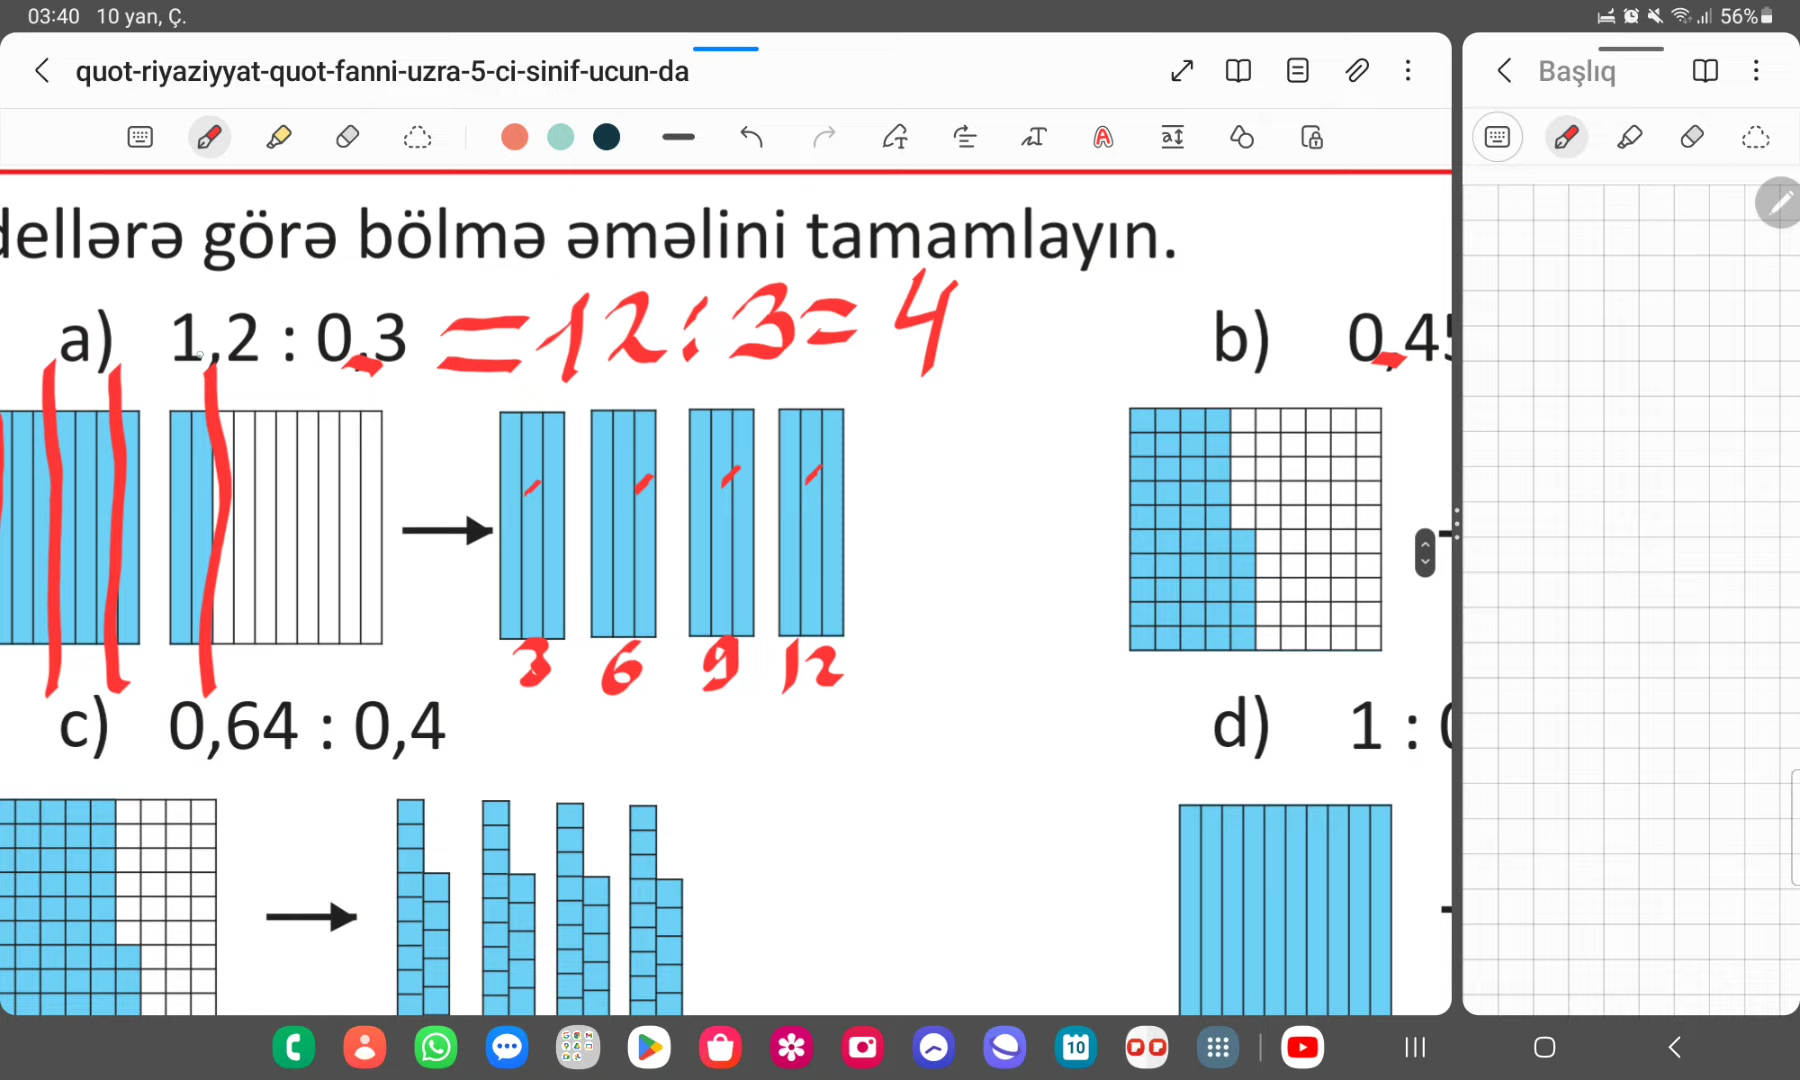 03:40 10 yan, Ç. 56%
quot-riyaziyyat-quot-fanni-uzra-5-ci-sinif-ucun-da
Başlıq
dellərə görə bölmə əməlini tamamlayın.
a) 1,2 : 0,3 = 12 : 3 = 4
b) 0,45
3 6 9 12
c) 0,64 : 0,4
d) 1 : 0
10